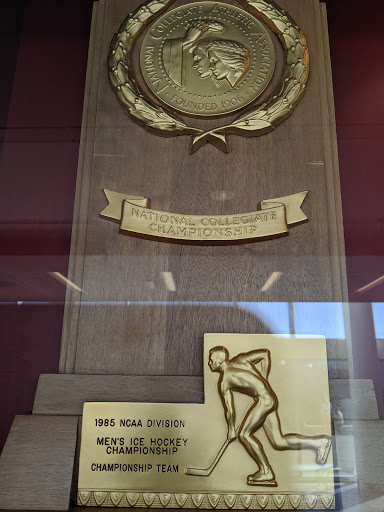 NATIONAL COLLEGIATE ATHLETIC ASSOCIATION
FOUNDED 1906
NATIONAL COLLEGIATE
CHAMPIONSHIP
1985 NCAA DIVISION
MEN'S ICE HOCKEY
CHAMPIONSHIP
CHAMPIONSHIP TEAM